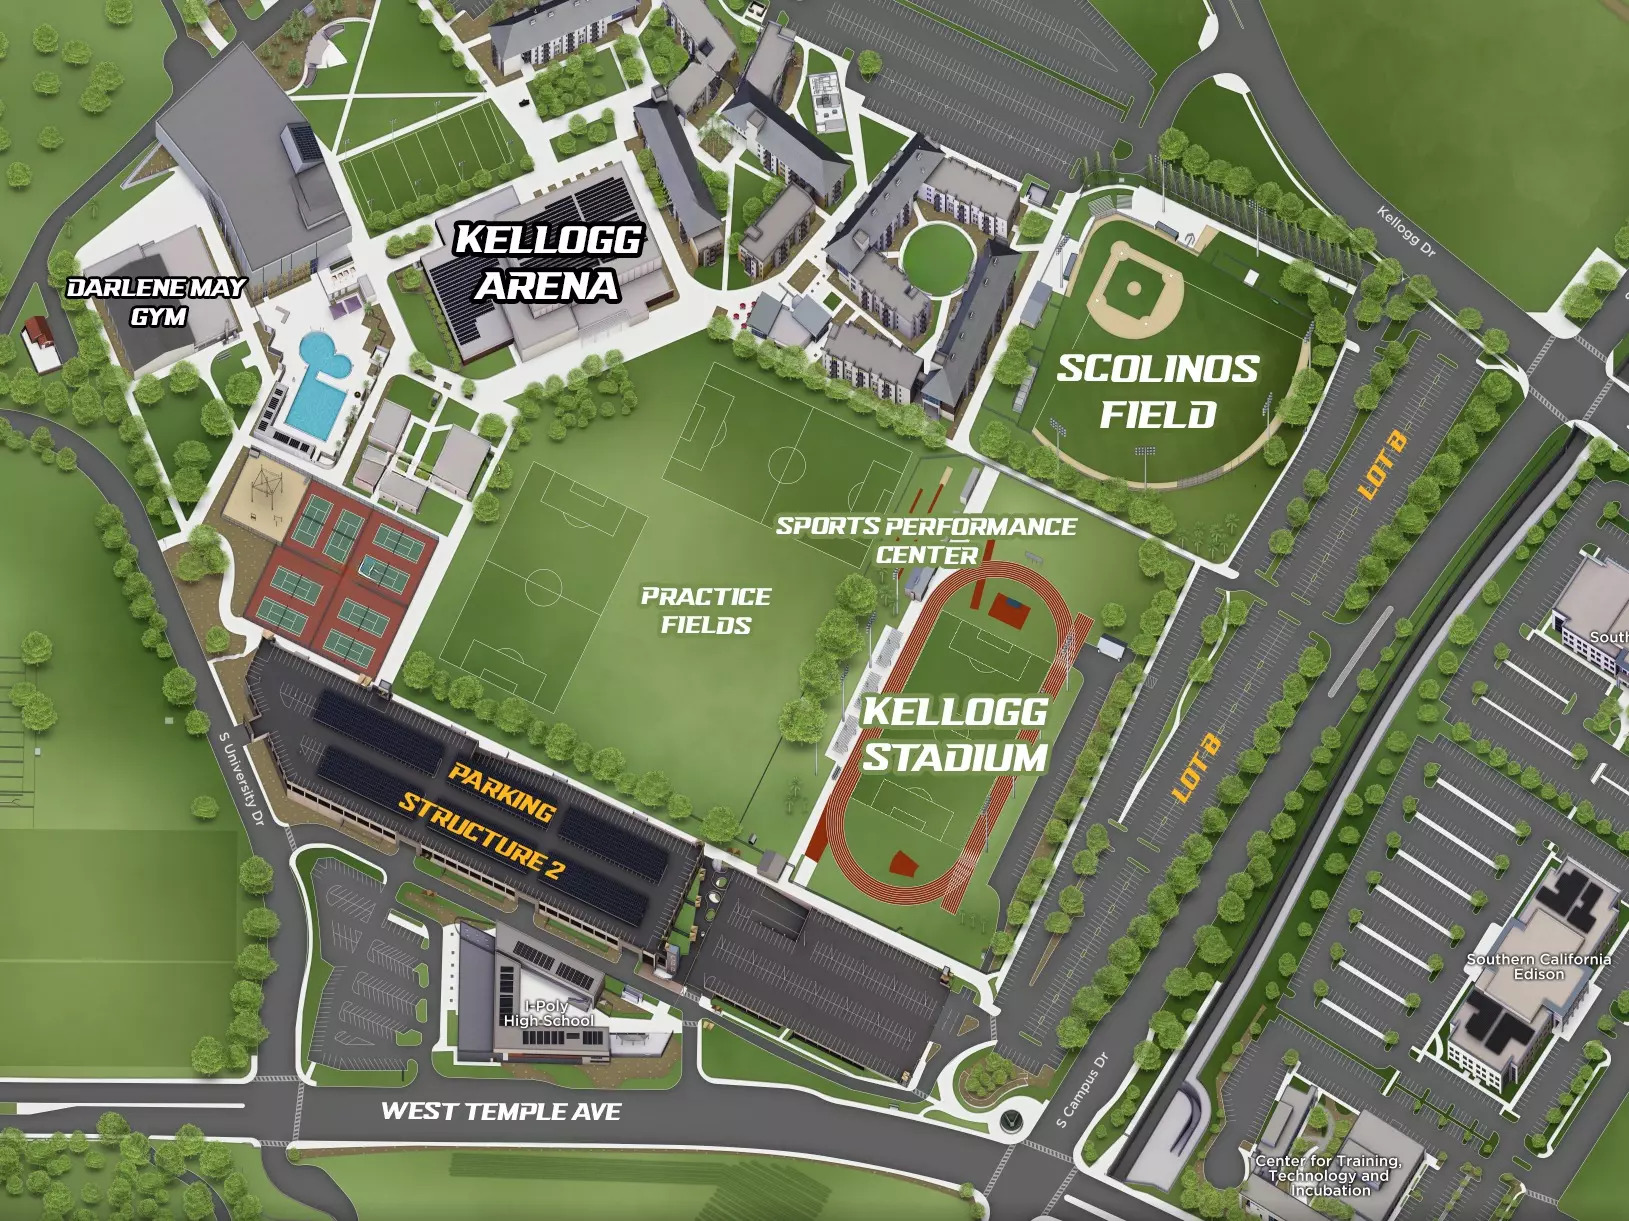 Kellogg Dr
KELLOGG
ARENA
DARLENE MAY
GYM
SCOLINOS
FIELD
LOT B
SPORTS PERFORMANCE
CENTER
PRACTICE
FIELDS
South
KELLOGG
STADIUM
LOT B
S University Dr
PARKING
STRUCTURE 2
Southern California
Edison
I-Poly
High School
WEST TEMPLE AVE
S Campus Dr
Center for Training,
Technology and
Incubation